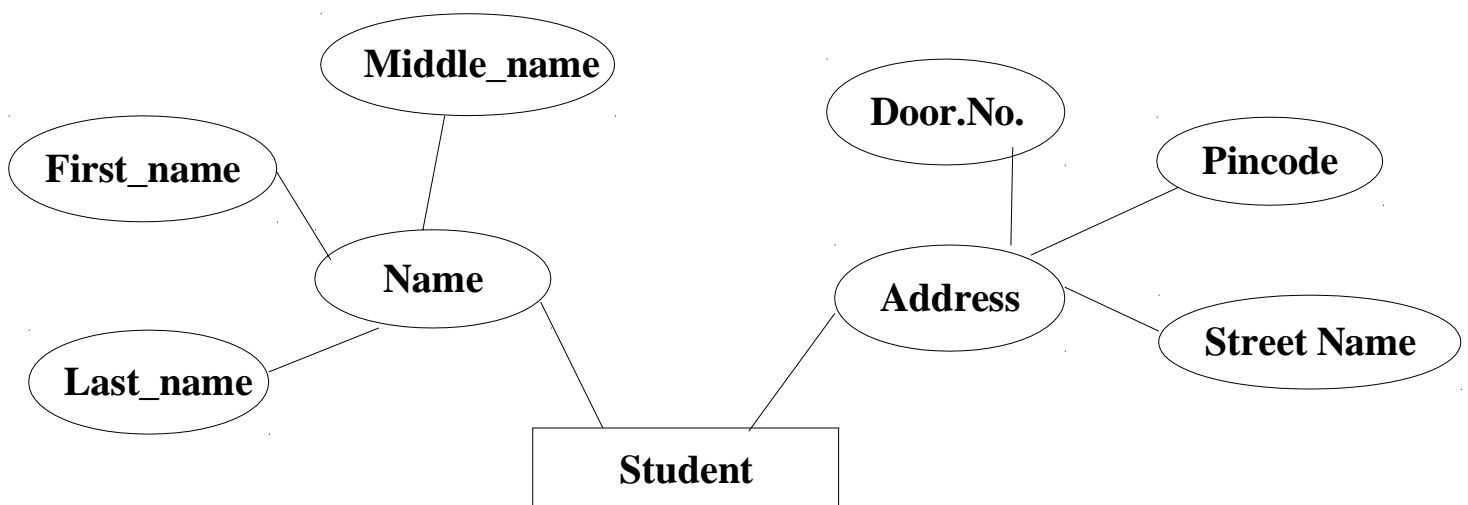 Middle_name
Door.No.
First_name
Pincode
Name
Address
Street Name
Last_name
Student